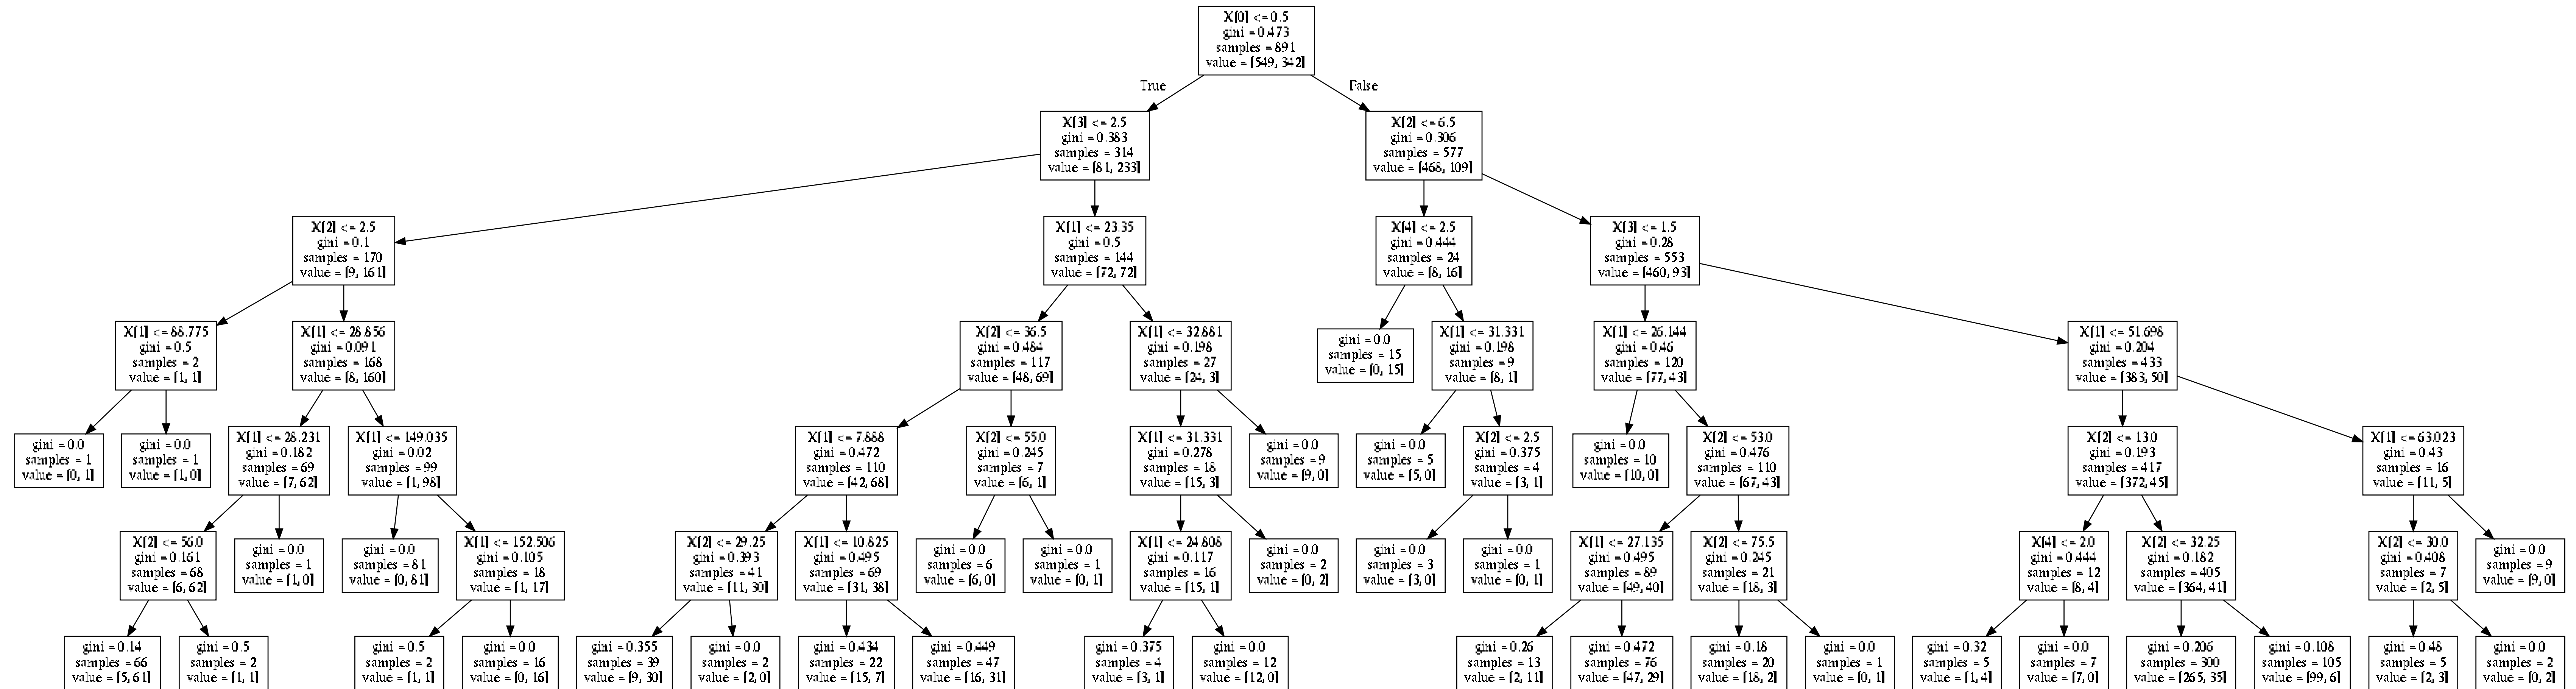 X[0] <= 0.5
gini = 0.473
samples = 891
value = [549, 342]
True
False
X[3] <= 2.5
gini = 0.383
samples = 314
value = [81, 233]
X[2] <= 6.5
gini = 0.306
samples = 577
value = [468, 109]
X[2] <= 2.5
gini = 0.1
samples = 170
value = [9, 161]
X[1] <= 23.35
gini = 0.5
samples = 144
value = [72, 72]
X[4] <= 2.5
gini = 0.444
samples = 24
value = [8, 16]
X[3] <= 1.5
gini = 0.28
samples = 553
value = [460, 93]
X[1] <= 88.775
gini = 0.5
samples = 2
value = [1, 1]
X[1] <= 28.856
gini = 0.091
samples = 168
value = [8, 160]
X[2] <= 36.5
gini = 0.484
samples = 117
value = [48, 69]
X[1] <= 32.881
gini = 0.198
samples = 27
value = [24, 3]
gini = 0.0
samples = 15
value = [0, 15]
X[1] <= 31.331
gini = 0.198
samples = 9
value = [8, 1]
X[1] <= 26.144
gini = 0.46
samples = 120
value = [77, 43]
X[1] <= 51.698
gini = 0.204
samples = 433
value = [383, 50]
gini = 0.0
samples = 1
value = [0, 1]
gini = 0.0
samples = 1
value = [1, 0]
X[1] <= 28.231
gini = 0.182
samples = 69
value = [7, 62]
X[1] <= 149.035
gini = 0.02
samples = 99
value = [1, 98]
X[1] <= 7.888
gini = 0.472
samples = 110
value = [42, 68]
X[2] <= 55.0
gini = 0.245
samples = 7
value = [6, 1]
X[1] <= 31.331
gini = 0.278
samples = 18
value = [15, 3]
gini = 0.0
samples = 9
value = [9, 0]
gini = 0.0
samples = 5
value = [5, 0]
X[2] <= 2.5
gini = 0.375
samples = 4
value = [3, 1]
gini = 0.0
samples = 10
value = [10, 0]
X[2] <= 53.0
gini = 0.476
samples = 110
value = [67, 43]
X[2] <= 13.0
gini = 0.193
samples = 417
value = [372, 45]
X[1] <= 63.023
gini = 0.43
samples = 16
value = [11, 5]
X[2] <= 56.0
gini = 0.161
samples = 68
value = [6, 62]
gini = 0.0
samples = 1
value = [1, 0]
gini = 0.0
samples = 81
value = [0, 81]
X[1] <= 152.506
gini = 0.105
samples = 18
value = [1, 17]
X[2] <= 29.25
gini = 0.393
samples = 41
value = [11, 30]
X[1] <= 10.825
gini = 0.495
samples = 69
value = [31, 38]
gini = 0.0
samples = 6
value = [6, 0]
gini = 0.0
samples = 1
value = [0, 1]
X[1] <= 24.808
gini = 0.117
samples = 16
value = [15, 1]
gini = 0.0
samples = 2
value = [0, 2]
gini = 0.0
samples = 3
value = [3, 0]
gini = 0.0
samples = 1
value = [0, 1]
X[1] <= 27.135
gini = 0.495
samples = 89
value = [49, 40]
X[2] <= 75.5
gini = 0.245
samples = 21
value = [18, 3]
X[4] <= 2.0
gini = 0.444
samples = 12
value = [8, 4]
X[2] <= 32.25
gini = 0.182
samples = 405
value = [364, 41]
X[2] <= 30.0
gini = 0.408
samples = 7
value = [2, 5]
gini = 0.0
samples = 9
value = [9, 0]
gini = 0.14
samples = 66
value = [5, 61]
gini = 0.5
samples = 2
value = [1, 1]
gini = 0.5
samples = 2
value = [1, 1]
gini = 0.0
samples = 16
value = [0, 16]
gini = 0.355
samples = 39
value = [9, 30]
gini = 0.0
samples = 2
value = [2, 0]
gini = 0.434
samples = 22
value = [15, 7]
gini = 0.449
samples = 47
value = [16, 31]
gini = 0.375
samples = 4
value = [3, 1]
gini = 0.0
samples = 12
value = [12, 0]
gini = 0.26
samples = 13
value = [2, 11]
gini = 0.472
samples = 76
value = [47, 29]
gini = 0.18
samples = 20
value = [18, 2]
gini = 0.0
samples = 1
value = [0, 1]
gini = 0.32
samples = 5
value = [1, 4]
gini = 0.0
samples = 7
value = [7, 0]
gini = 0.206
samples = 300
value = [265, 35]
gini = 0.108
samples = 105
value = [99, 6]
gini = 0.48
samples = 5
value = [2, 3]
gini = 0.0
samples = 2
value = [0, 2]